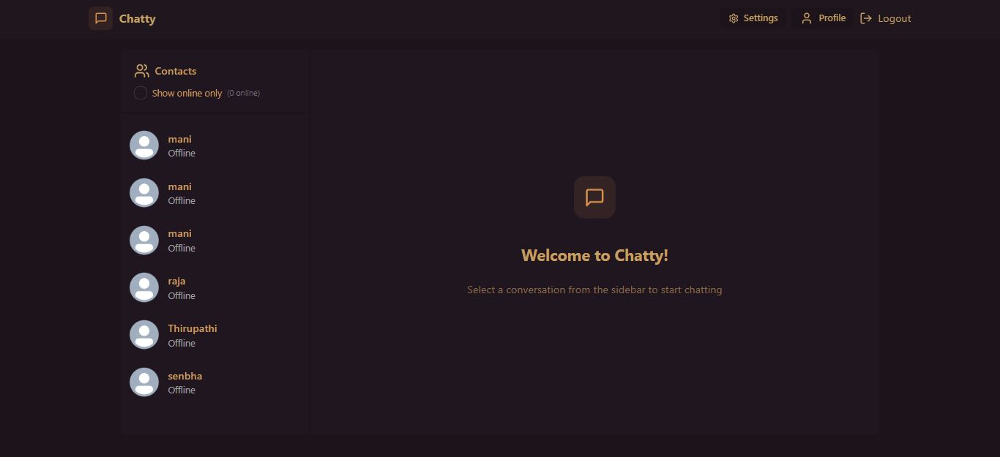 Chatty
Settings
Profile
Logout
Contacts
Show online only (0 online)
mani
Offline
mani
Offline
mani
Offline
raja
Offline
Thirupathi
Offline
senbha
Offline
Welcome to Chatty!
Select a conversation from the sidebar to start chatting